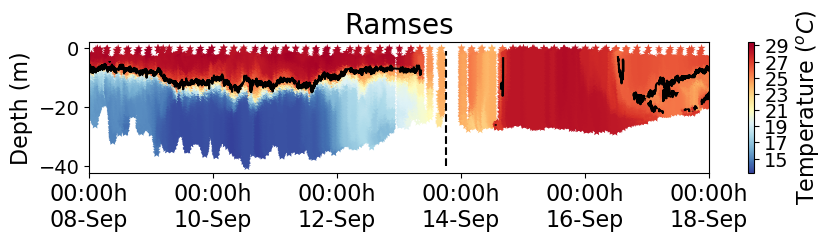 Ramses
Depth (m)
0
−20
−40
00:00h 00:00h 00:00h 00:00h 00:00h 00:00h
08-Sep 10-Sep 12-Sep 14-Sep 16-Sep 18-Sep
29
27
25
23
21
19
17
15
Temperature (°C)